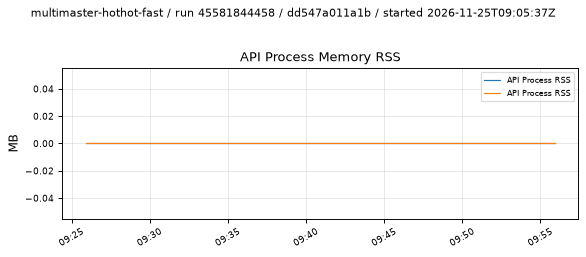 multimaster-hothot-fast / run 45581844458 / dd547a011a1b / started 2026-11-25T09:05:37Z
API Process Memory RSS
API Process RSS
API Process RSS
MB
0.04
0.02
0.00
−0.02
−0.04
09:25
09:30
09:35
09:40
09:45
09:50
09:55